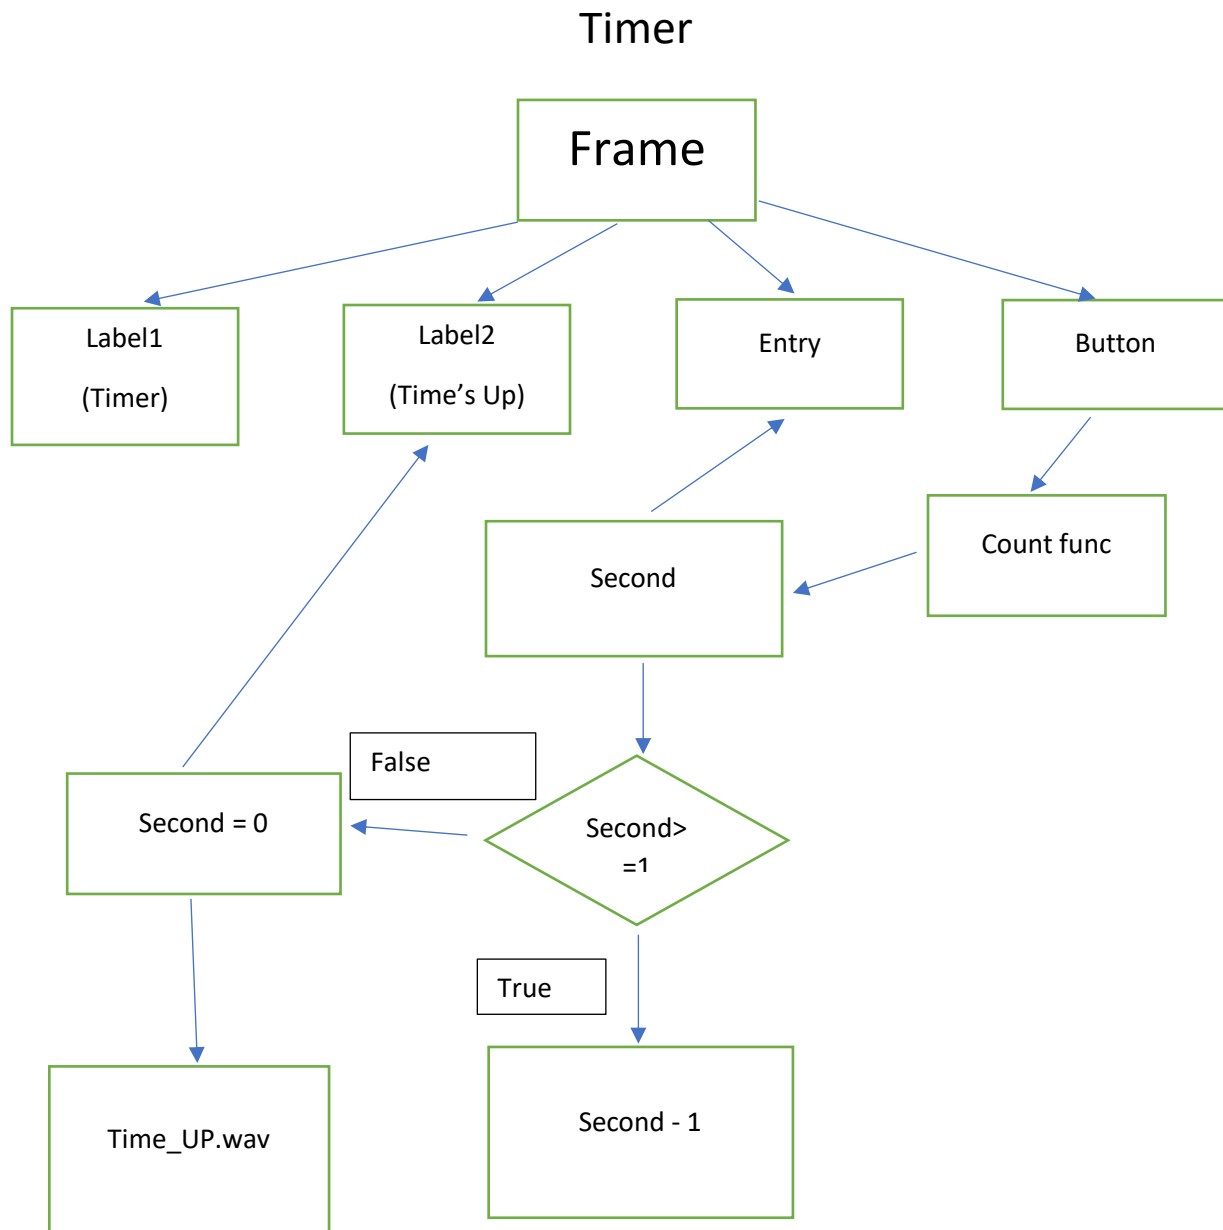 Timer
Frame
Label1
(Timer)
Label2
(Time’s Up)
Entry
Button
Count func
Second
False
Second = 0
Second>
=1
True
Time_UP.wav
Second - 1